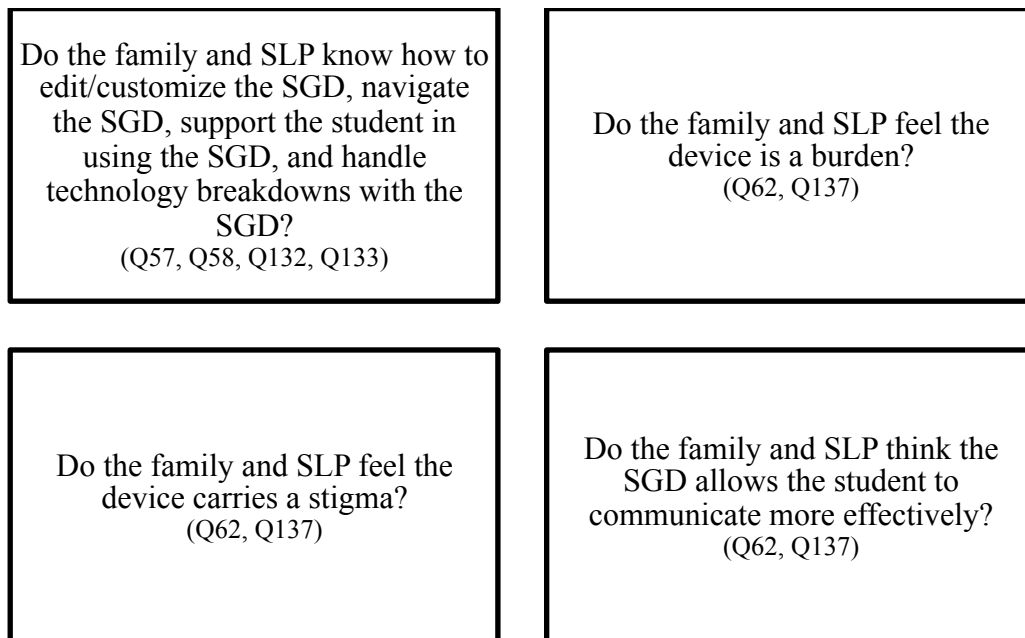 Do the family and SLP know how to
edit/customize the SGD, navigate
the SGD, support the student in
using the SGD, and handle
technology breakdowns with the
SGD?
(Q57, Q58, Q132, Q133)
Do the family and SLP feel the
device is a burden?
(Q62, Q137)
Do the family and SLP feel the
device carries a stigma?
(Q62, Q137)
Do the family and SLP think the
SGD allows the student to
communicate more effectively?
(Q62, Q137)